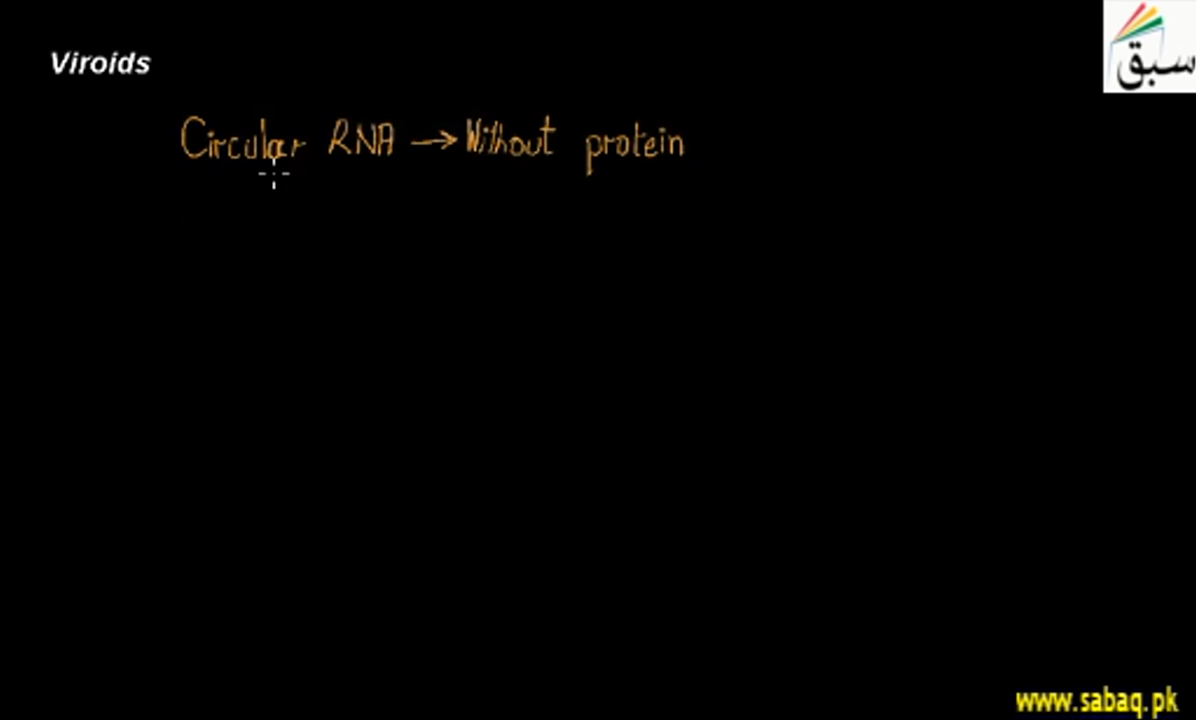 سبق
Viroids
Circular RNA → Without protein
www.sabaq.pk